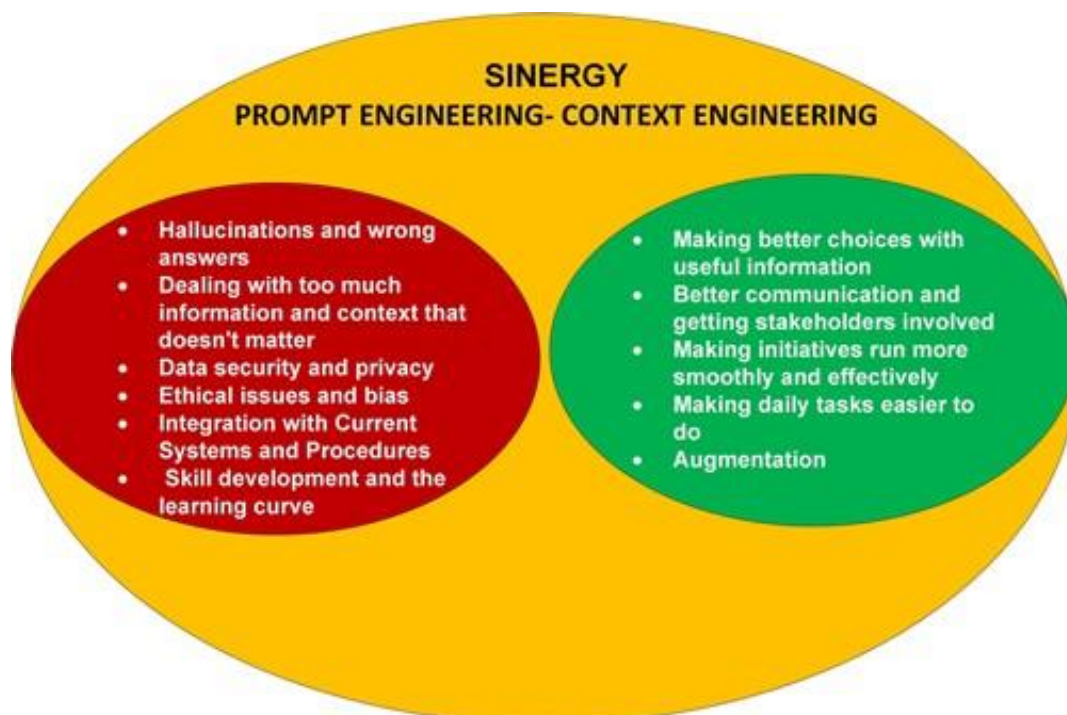 SINERGY
PROMPT ENGINEERING- CONTEXT ENGINEERING
• Hallucinations and wrong
answers
• Dealing with too much
information and context that
doesn't matter
• Data security and privacy
• Ethical issues and bias
• Integration with Current
Systems and Procedures
• Skill development and the
learning curve
• Making better choices with
useful information
• Better communication and
getting stakeholders involved
• Making initiatives run more
smoothly and effectively
• Making daily tasks easier to
do
• Augmentation